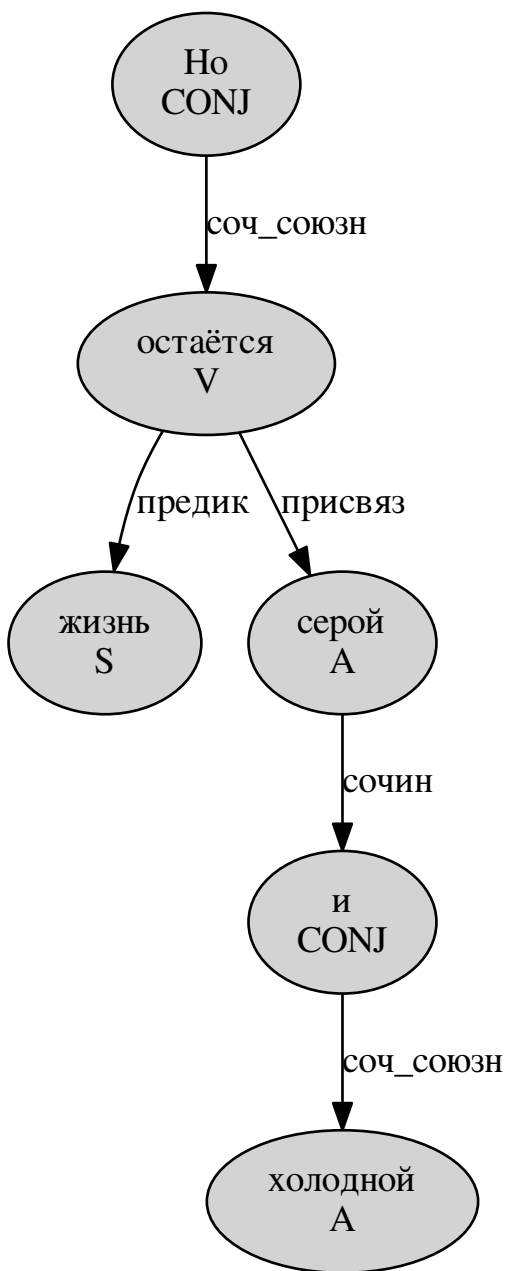 Но
CONJ
соч_союзн
остаётся
V
предик присвяз
жизнь
S
серой
A
сочин
и
CONJ
соч_союзн
холодной
A